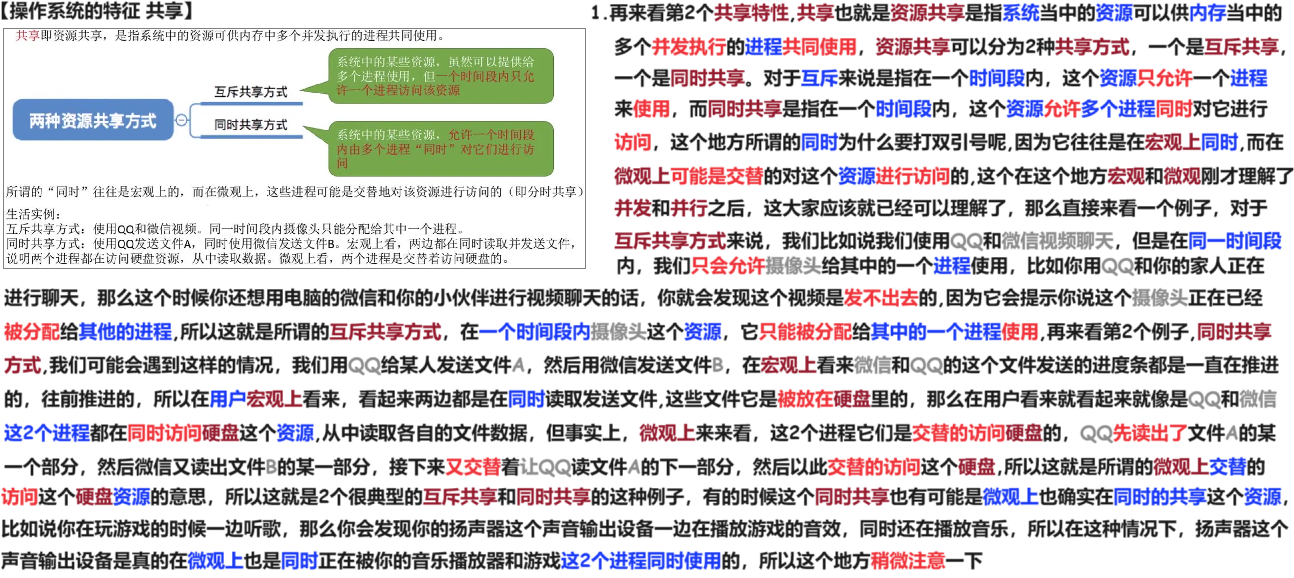 【操作系统的特征 共享】
共享即资源共享，是指系统中的资源可供内存中多个并发执行的进程共同使用。
两种资源共享方式
互斥共享方式
系统中的某些资源，虽然可以提供给
多个进程使用，但一个时间段内只允
许一个进程访问该资源
同时共享方式
系统中的某些资源，允许一个时间段
内由多个进程“同时”对它们进行访
问
所谓的“同时”往往是宏观上的，而在微观上，这些进程可能是交替地对该资源进行访问的（即分时共享）
生活实例：
互斥共享方式：使用QQ和微信视频。同一时间段内摄像头只能分配给其中一个进程。
同时共享方式：使用QQ发送文件A，同时使用微信发送文件B。宏观上看，两边都在同时读取并发送文件，
说明两个进程都在访问硬盘资源，从中读取数据。微观上看，两个进程是交替着访问硬盘的。
1.再来看第2个共享特性,共享也就是资源共享是指系统当中的资源可以供内存当中的
多个并发执行的进程共同使用，资源共享可以分为2种共享方式，一个是互斥共享，
一个是同时共享。对于互斥来说是指在一个时间段内，这个资源只允许一个进程
来使用，而同时共享是指在一个时间段内，这个资源允许多个进程同时对它进行
访问，这个地方所谓的同时为什么要打双引号呢,因为它往往是在宏观上同时,而在
微观上可能是交替的对这个资源进行访问的,这个在这个地方宏观和微观刚才理解了
并发和并行之后，这大家应该就已经可以理解了，那么直接来看一个例子，对于
互斥共享方式来说，我们比如说我们使用QQ和微信视频聊天，但是在同一时间段
内，我们只会允许摄像头给其中的一个进程使用，比如你用QQ和你的家人正在
进行聊天，那么这个时候你还想用电脑的微信和你的小伙伴进行视频聊天的话，你就会发现这个视频是发不出去的,因为它会提示你说这个摄像头正在已经
被分配给其他的进程,所以这就是所谓的互斥共享方式，在一个时间段内摄像头这个资源，它只能被分配给其中的一个进程使用,再来看第2个例子,同时共享
方式,我们可能会遇到这样的情况，我们用QQ给某人发送文件A，然后用微信发送文件B，在宏观上看来微信和QQ的这个文件发送的进度条都是一直在推进
的，往前推进的，所以在用户宏观上看来，看起来两边都是在同时读取发送文件,这些文件它是被放在硬盘里的，那么在用户看来就看起来就像是QQ和微信
这2个进程都在同时访问硬盘这个资源,从中读取各自的文件数据，但事实上，微观上来来看，这2个进程它们是交替的访问硬盘的，QQ先读出了文件A的某
一个部分，然后微信又读出文件B的某一部分，接下来又交替着让QQ读文件A的下一部分，然后以此交替的访问这个硬盘,所以这就是所谓的微观上交替的
访问这个硬盘资源的意思，所以这就是2个很典型的互斥共享和同时共享的这种例子，有的时候这个同时共享也有可能是微观上也确实在同时的共享这个资源，
比如说你在玩游戏的时候一边听歌，那么你会发现你的扬声器这个声音输出设备一边在播放游戏的音效，同时还在播放音乐，所以在这种情况下，扬声器这个
声音输出设备是真的在微观上也是同时正在被你的音乐播放器和游戏这2个进程同时使用的，所以这个地方稍微注意一下